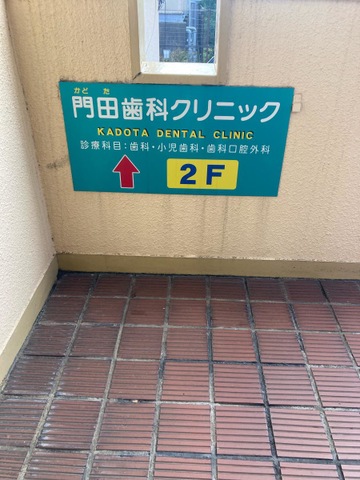 かど た
門田歯科クリニック
KADOTA DENTAL CLINIC
診療科目：歯科・小児歯科・歯科口腔外科
2F